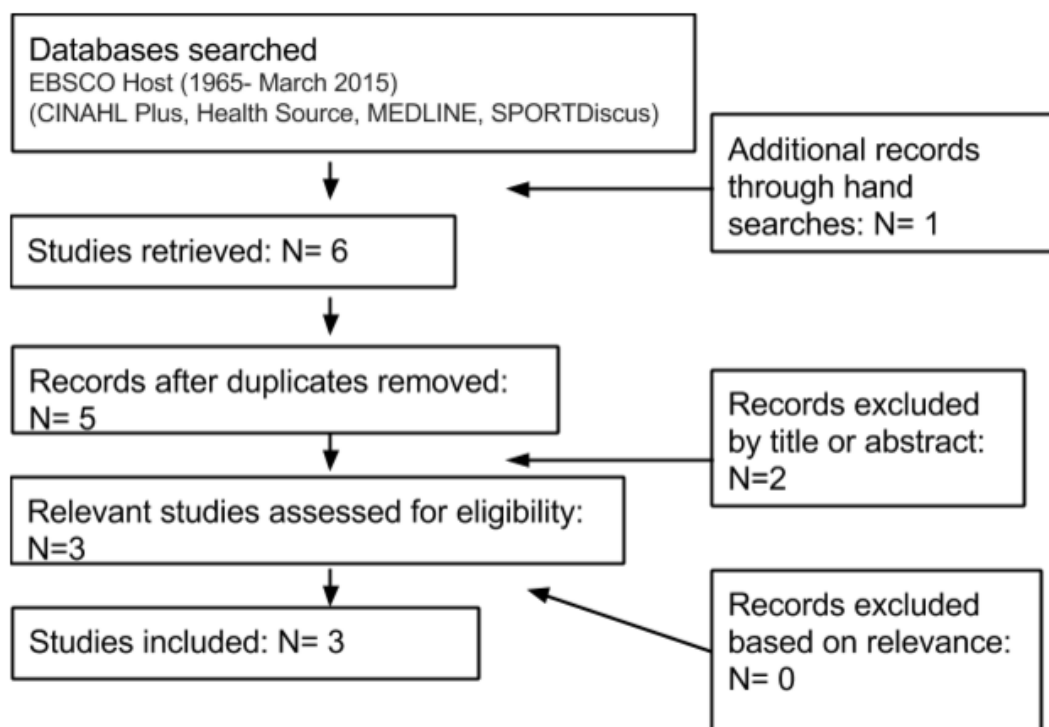 Databases searched
EBSCO Host (1965- March 2015)
(CINAHL Plus, Health Source, MEDLINE, SPORTDiscus)
Additional records
through hand
searches: N= 1
Studies retrieved: N= 6
Records after duplicates removed:
N= 5
Records excluded
by title or abstract:
N=2
Relevant studies assessed for eligibility:
N=3
Records excluded
based on relevance:
N= 0
Studies included: N= 3